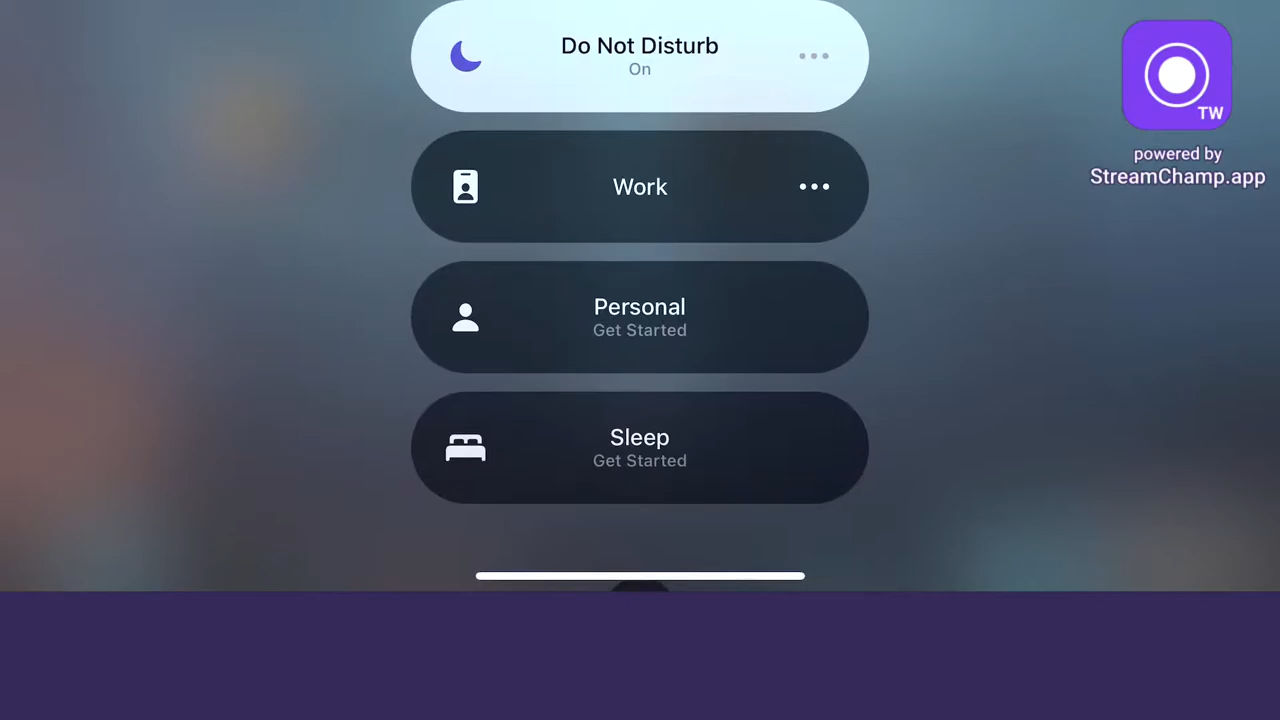 Do Not Disturb
On
Work
Personal
Get Started
Sleep
Get Started
TW
powered by
StreamChamp.app